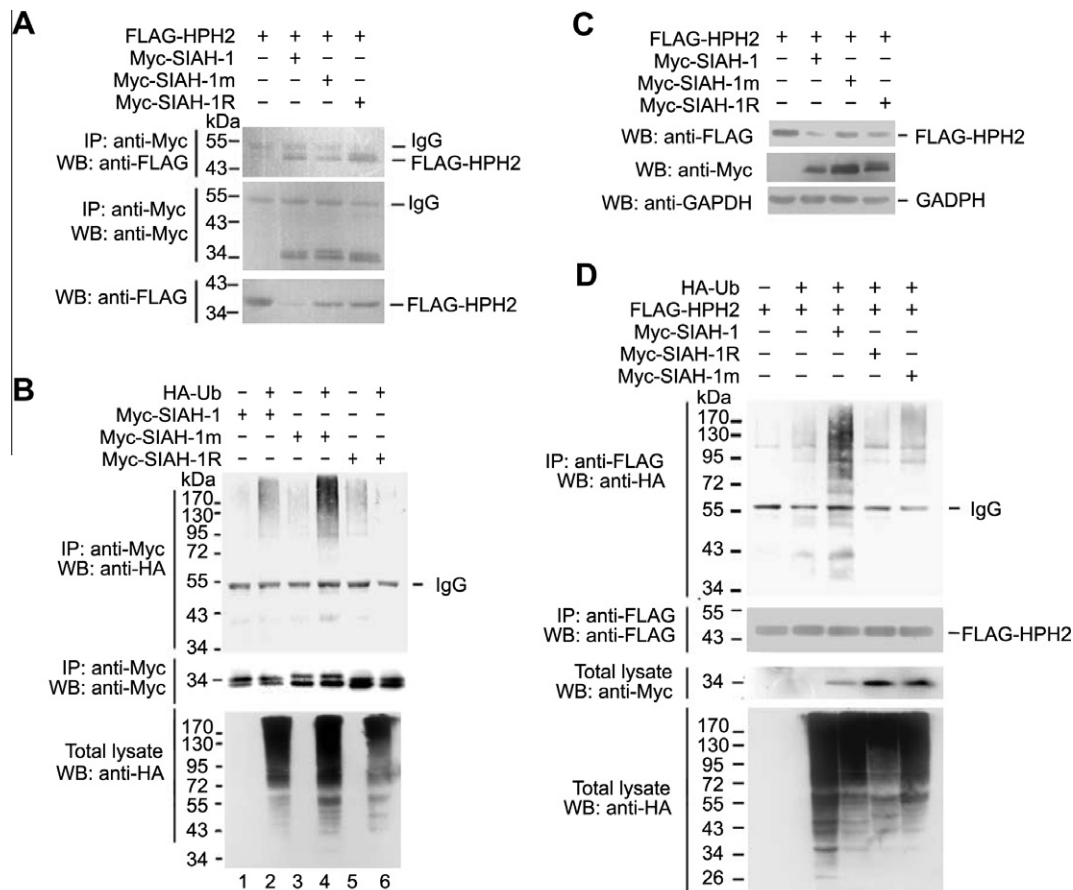 A
FLAG-HPH2 + + + +
Myc-SIAH-1 – + – –
Myc-SIAH-1m – – + –
Myc-SIAH-1R – – – +
kDa
IP: anti-Myc
WB: anti-FLAG
55
43
IgG
FLAG-HPH2
IP: anti-Myc
WB: anti-Myc
55
43
34
IgG
WB: anti-FLAG
43
34
FLAG-HPH2
B
HA-Ub – + – + – +
Myc-SIAH-1 + + – – – –
Myc-SIAH-1m – – + + – –
Myc-SIAH-1R – – – – + +
kDa
170
130
95
72
55
43
34
IP: anti-Myc
WB: anti-HA
IgG
IP: anti-Myc
WB: anti-Myc
34
Total lysate
WB: anti-HA
170
130
95
72
55
43
34
1 2 3 4 5 6
C
FLAG-HPH2 + + + +
Myc-SIAH-1 – + – –
Myc-SIAH-1m – – + –
Myc-SIAH-1R – – – +
WB: anti-FLAG
FLAG-HPH2
WB: anti-Myc
WB: anti-GAPDH
GADPH
D
HA-Ub – + + + +
FLAG-HPH2 + + + + +
Myc-SIAH-1 – – + – –
Myc-SIAH-1R – – – + –
Myc-SIAH-1m – – – – +
kDa
170
130
95
72
55
43
34
IP: anti-FLAG
WB: anti-HA
IgG
IP: anti-FLAG
WB: anti-FLAG
55
43
FLAG-HPH2
Total lysate
WB: anti-Myc
34
Total lysate
WB: anti-HA
170
130
95
72
55
43
34
26